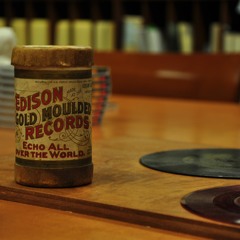 EDISON
GOLD MOULDED
RECORDS
ECHO ALL
OVER THE WORLD